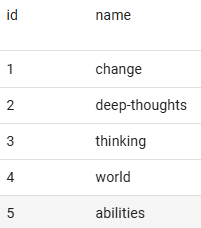 id name
1 change
2 deep-thoughts
3 thinking
4 world
5 abilities